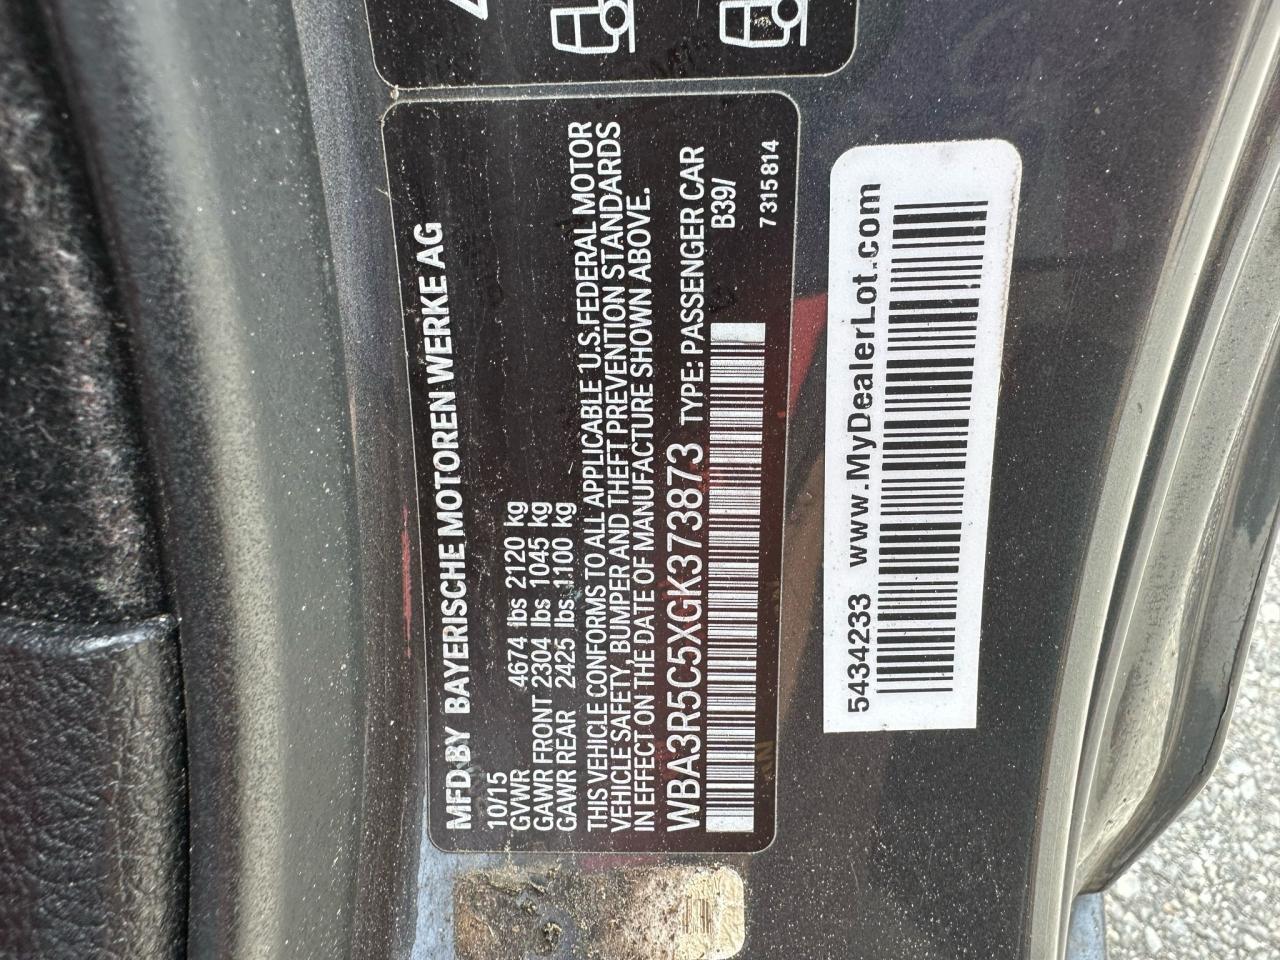 MFD BY BAYERISCHE MOTOREN WERKE AG
10/15
GVWR 4674 lbs 2120 kg
GAWR FRONT 2304 lbs 1045 kg
GAWR REAR 2425 lbs 1100 kg
THIS VEHICLE CONFORMS TO ALL APPLICABLE U.S.FEDERAL MOTOR
VEHICLE SAFETY, BUMPER AND THEFT PREVENTION STANDARDS
IN EFFECT ON THE DATE OF MANUFACTURE SHOWN ABOVE.
WBA3R5C5XGK373873 TYPE: PASSENGER CAR
B39/
7315814
5434233 www.MyDealerLot.com